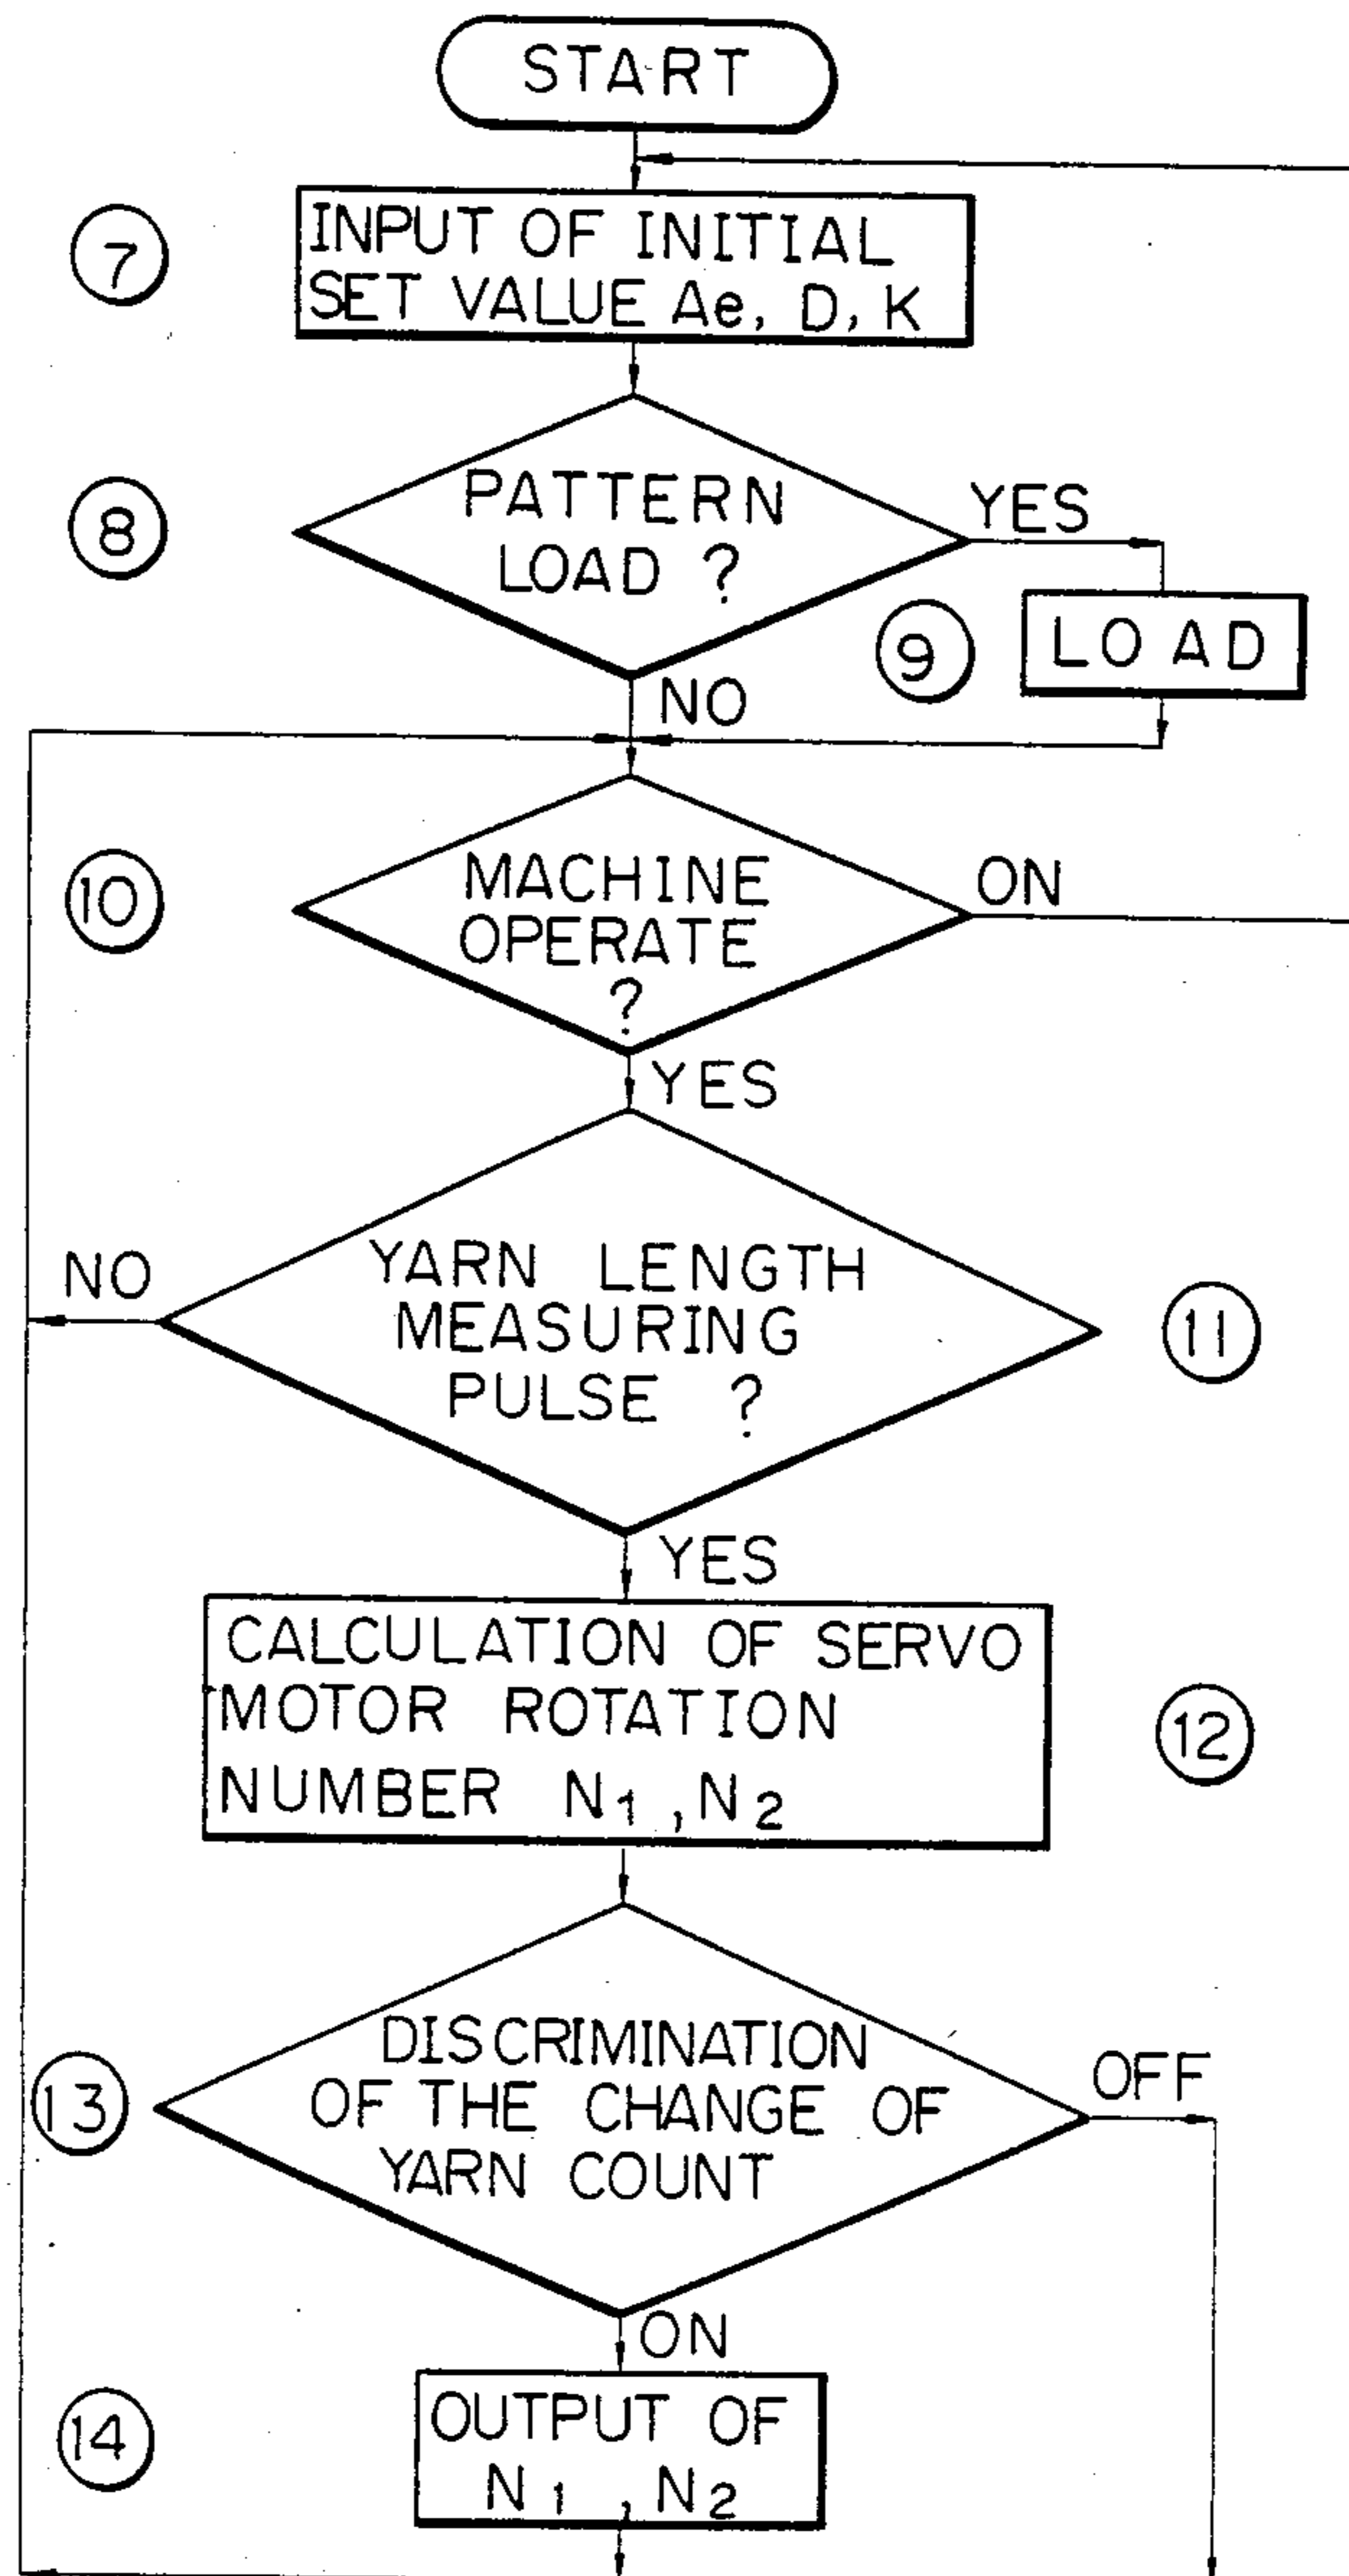 START
7
INPUT OF INITIAL
SET VALUE Ae, D, K
8
PATTERN
LOAD ?
YES
9
LOAD
NO
10
MACHINE
OPERATE
?
ON
YES
NO
YARN LENGTH
MEASURING
PULSE ?
11
YES
CALCULATION OF SERVO
MOTOR ROTATION
NUMBER N1, N2
12
13
DISCRIMINATION
OF THE CHANGE OF
YARN COUNT
OFF
ON
14
OUTPUT OF
N1, N2